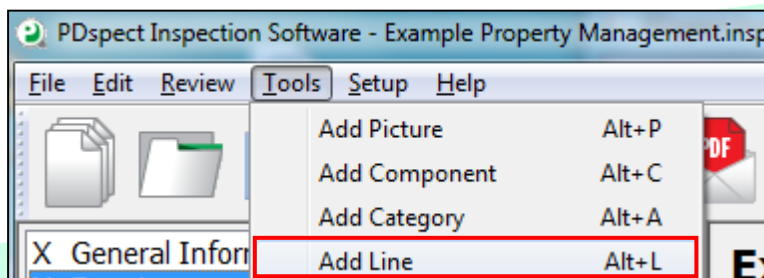 PDspect Inspection Software - Example Property Management.insp
File Edit Review Tools Setup Help
Add Picture Alt+P
PDF
Add Component Alt+C
Add Category Alt+A
X General Inforr
Add Line Alt+L